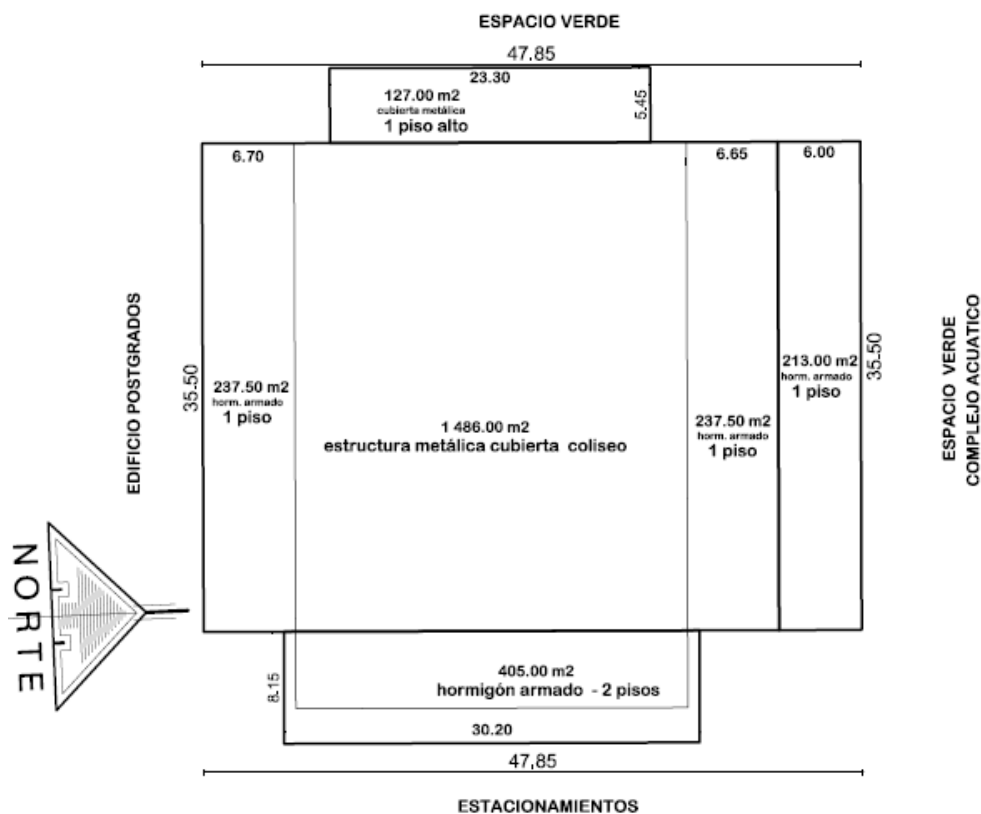 ESPACIO VERDE
47.85
23.30
127.00 m2
cubierta metálica
1 piso alto
5.45
6.70
6.65
6.00
EDIFICIO POSTGRADOS
35.50
237.50 m2
horm. armado
1 piso
1 486.00 m2
estructura metálica cubierta coliseo
237.50 m2
horm. armado
1 piso
213.00 m2
horm. armado
1 piso
35.50
ESPACIO VERDE
COMPLEJO ACUATICO
NORTE
8.15
405.00 m2
hormigón armado - 2 pisos
30.20
47,85
ESTACIONAMIENTOS